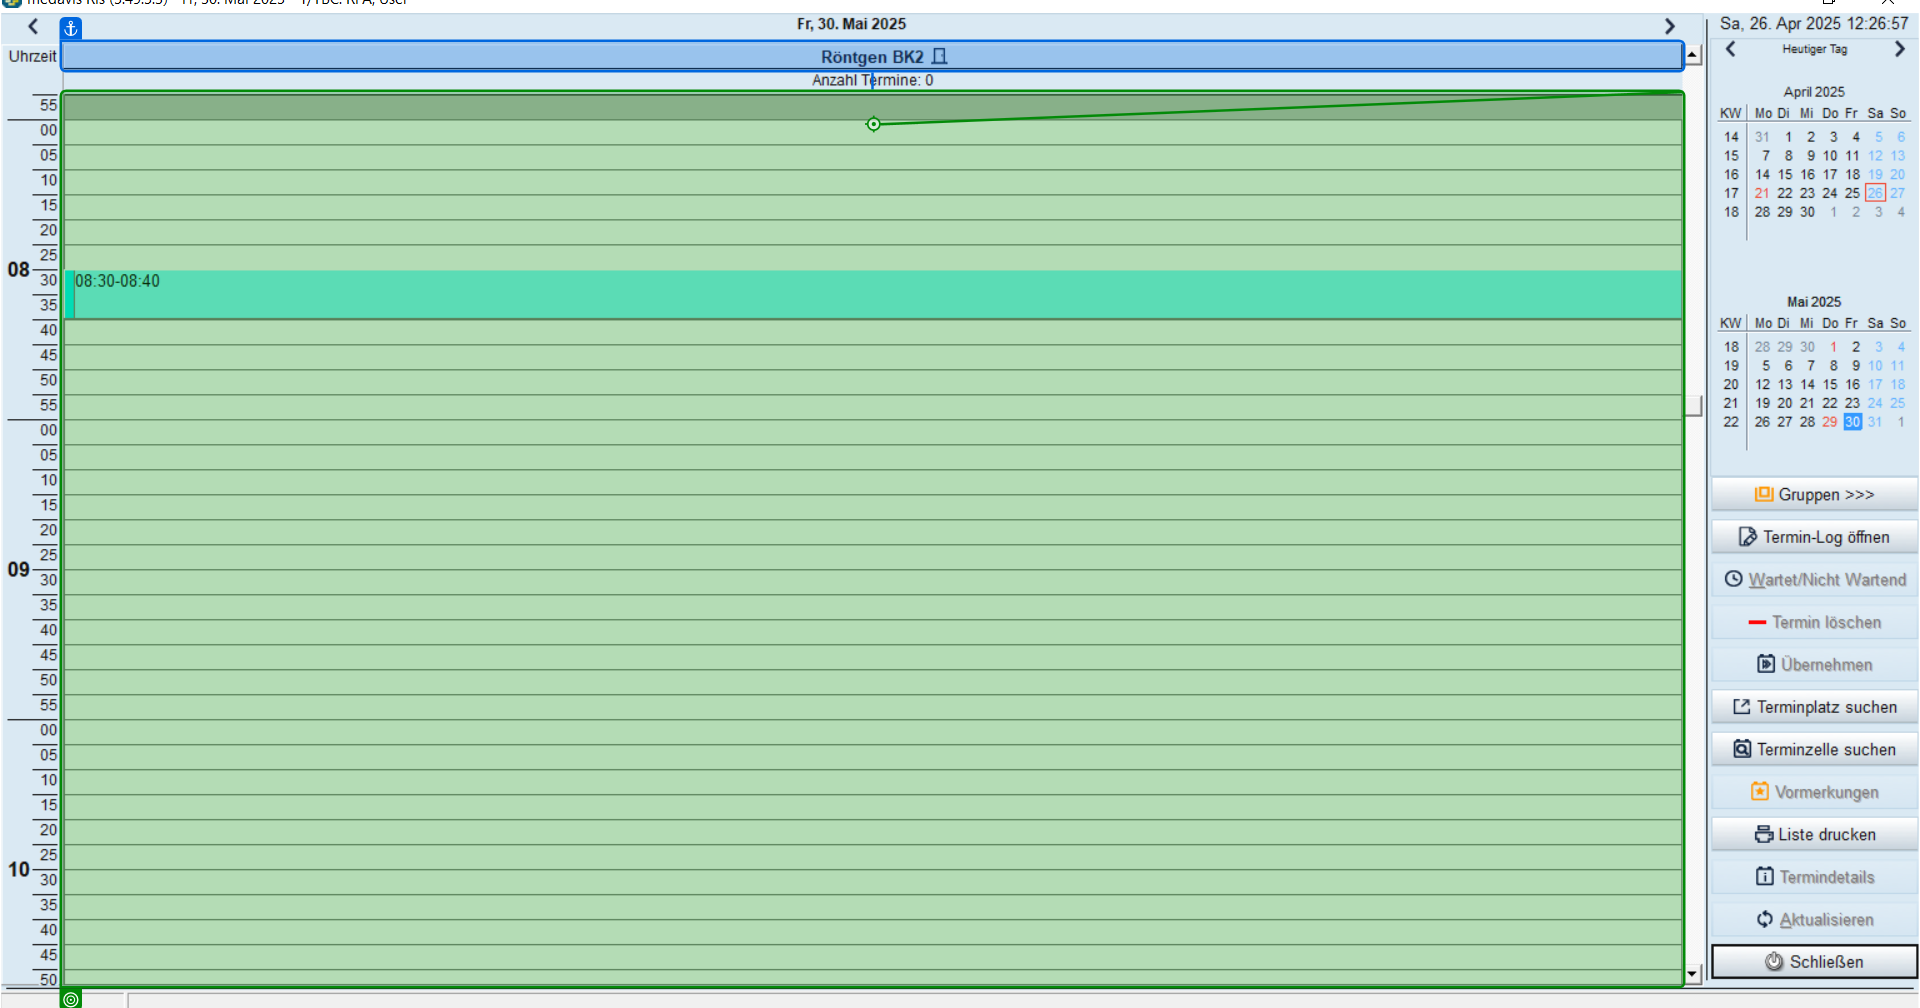 Fr, 30. Mai 2025
Sa, 26. Apr 2025 12:26:57
Uhrzeit
Röntgen BK2
Anzahl Termine: 0
55
00
05
10
15
20
25
08
30
08:30-08:40
35
40
45
50
55
00
05
10
15
20
25
09
30
35
40
45
50
55
00
05
10
15
20
25
10
30
35
40
45
50
Heutiger Tag
April 2025
KW Mo Di Mi Do Fr Sa So
14 31 1 2 3 4 5 6
15 7 8 9 10 11 12 13
16 14 15 16 17 18 19 20
17 21 22 23 24 25 26 27
18 28 29 30 1 2 3 4
Mai 2025
KW Mo Di Mi Do Fr Sa So
18 28 29 30 1 2 3 4
19 5 6 7 8 9 10 11
20 12 13 14 15 16 17 18
21 19 20 21 22 23 24 25
22 26 27 28 29 30 31 1
Gruppen >>>
Termin-Log öffnen
Wartet/Nicht Wartend
Termin löschen
Übernehmen
Terminplatz suchen
Terminzelle suchen
Vormerkungen
Liste drucken
Termindetails
Aktualisieren
Schließen